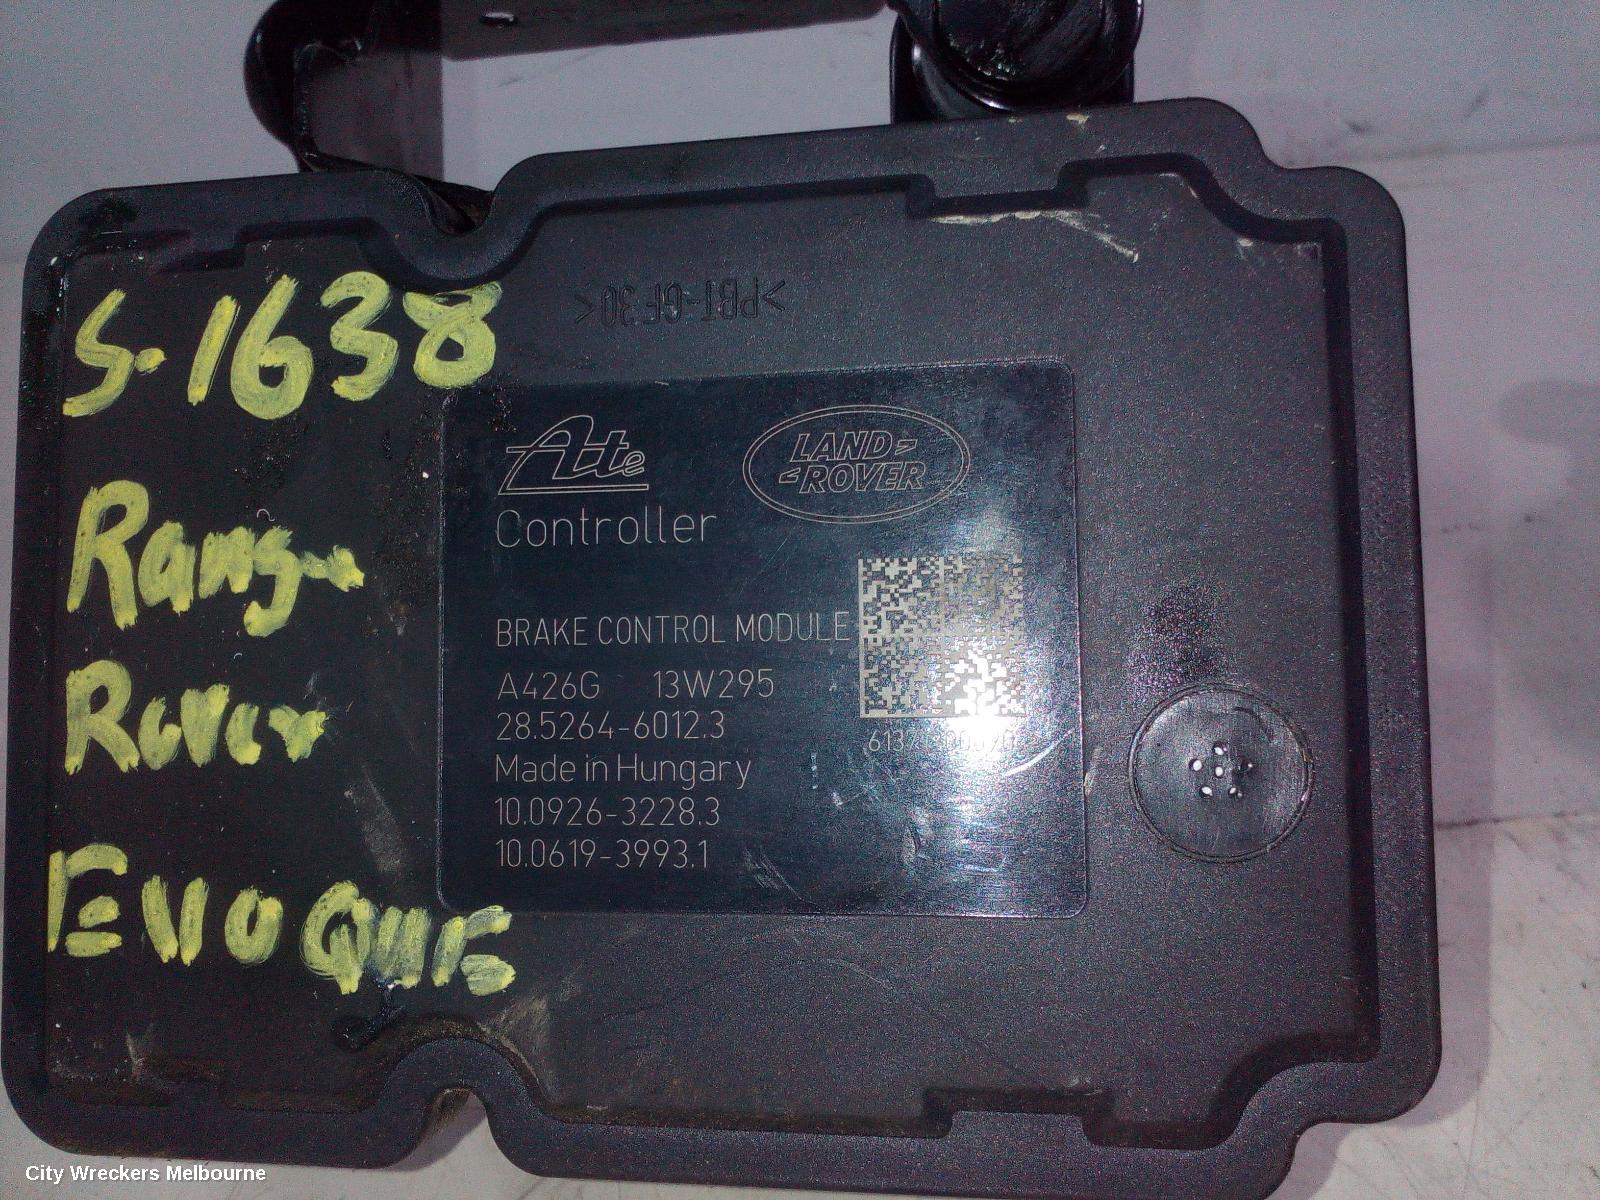 S.1638
Range
Rover
EVOQUE
>PBT-GF30<
Ate
LAND
ROVER
Controller
BRAKE CONTROL MODULE
A426G 13W295
28.5264-6012.3
Made in Hungary
10.0926-3228.3
10.0619-3993.1
City Wreckers Melbourne